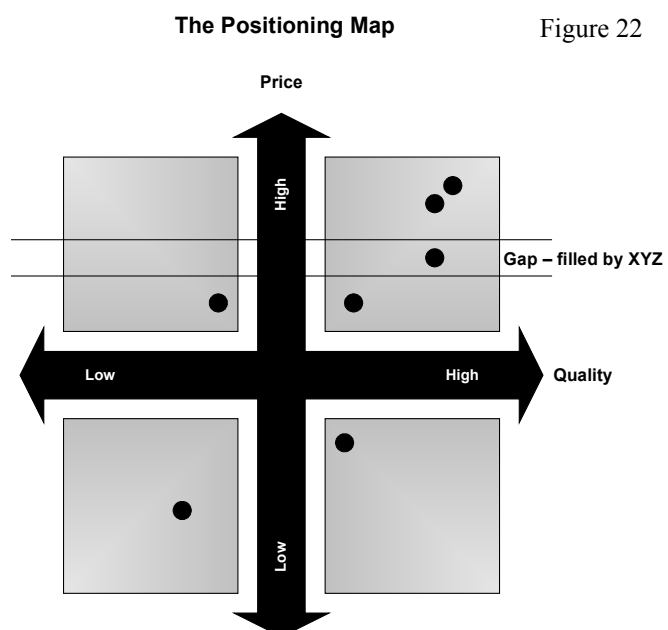 The Positioning Map
Figure 22
Price
High
Gap – filled by XYZ
Low
High
Quality
Low